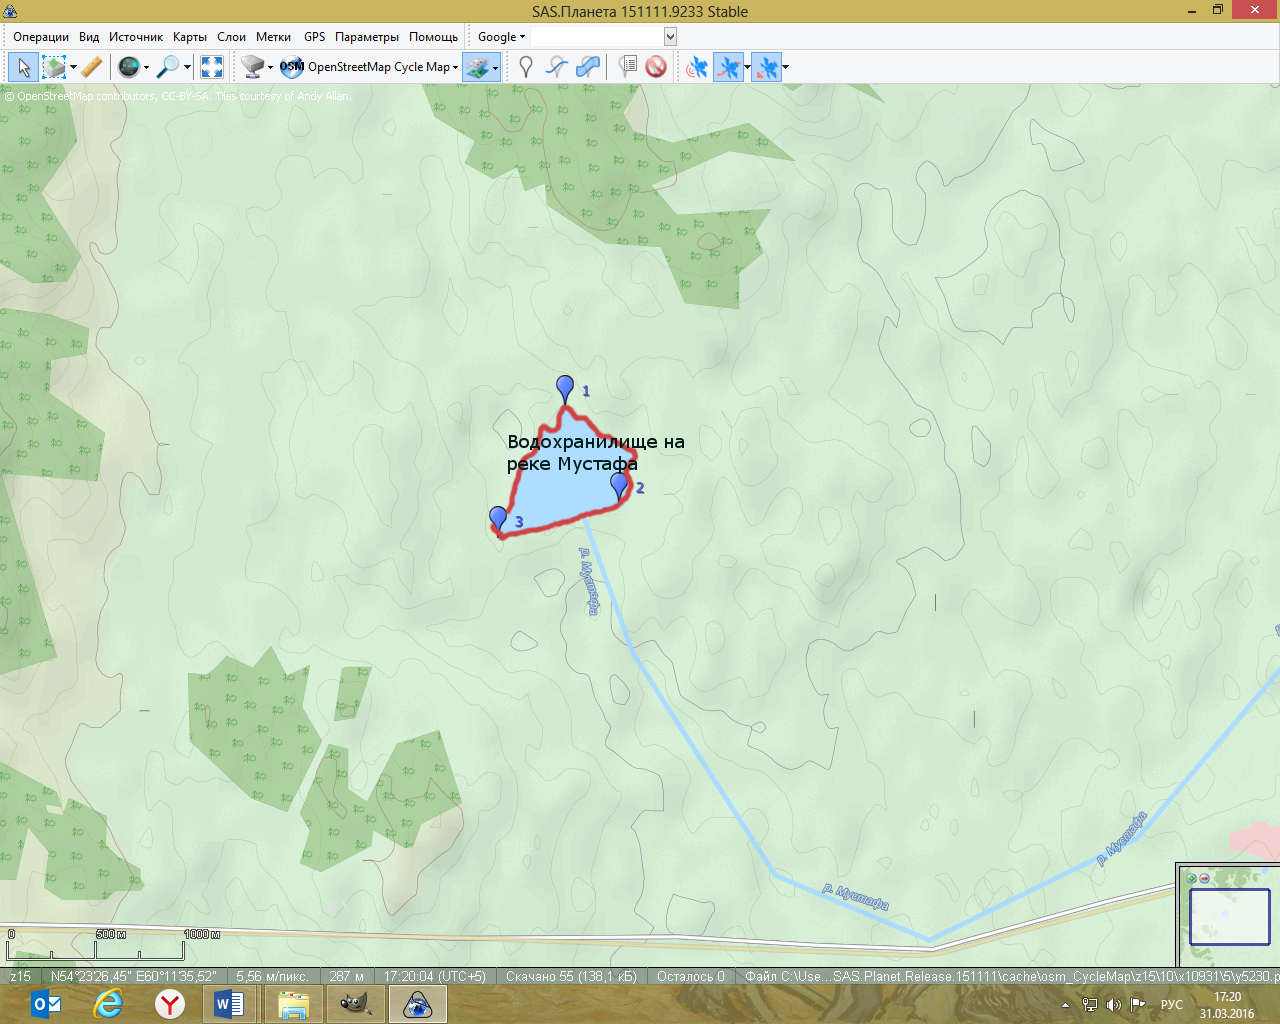 SAS.Планета 151111.9233 Stable
Операции Вид Источник Карты Слои Метки GPS Параметры Помощь Google
OSM OpenStreetMap Cycle Map
© OpenStreetMap contributors, CC-BY-SA. Tiles courtesy of Andy Allan.
1
Водохранилище на
реке Мустафа
2
3
р. Мустафа
р. Мустафа
р. Мустафа
0 500 м 1000 м
z15 N54°23'26,45" E60°11'35,52" 5,56 м/пикс. 287 м 17:20:04 (UTC+5) Скачано 55 (138,1 кБ) Осталось 0 Файл C:\Use...SAS.Planet.Release.151111\cache\osm_CycleMap\z15\10\x10931\5\y5230.p
РУС
17:20
31.03.2016